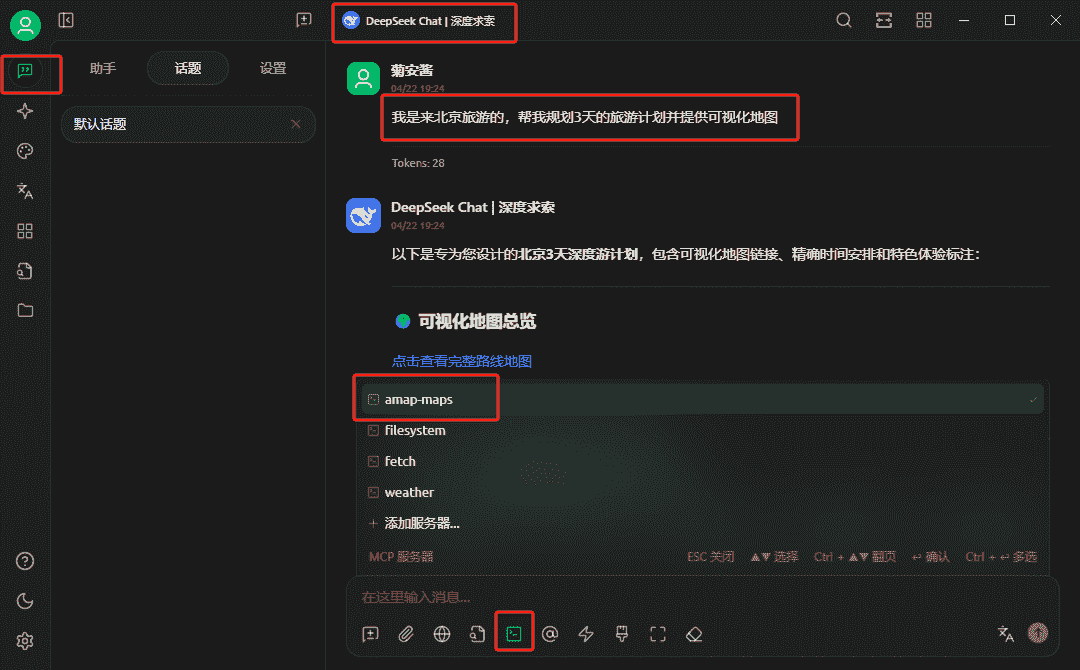 DeepSeek Chat | 深度求索
助手
话题
设置
默认话题
菊安酱
04/22 19:24
我是来北京旅游的，帮我规划3天的旅游计划并提供可视化地图
Tokens: 28
DeepSeek Chat | 深度求索
04/22 19:24
以下是专为您设计的北京3天深度游计划，包含可视化地图链接、精确时间安排和特色体验标注：
可视化地图总览
点击查看完整路线地图
amap-maps
filesystem
fetch
weather
+ 添加服务器...
MCP 服务器 ESC 关闭 ▲▼ 选择 Ctrl + ▲▼ 翻页 ↩ 确认 Ctrl + ↩ 多选
在这里输入消息...